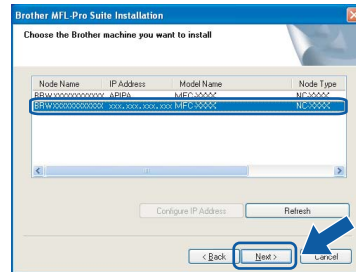 Brother MFL-Pro Suite Installation
Choose the Brother machine you want to install
Node Name IP Address Model Name Node Type
BRWXXXXXXXXXXXX APIPA MFC-XXXX NC-XXXX
BRWXXXXXXXXXXXX xxx.xxx.xxx.xxx MFC-XXXX NC-XXXX
Configure IP Address Refresh
< Back Next > Cancel